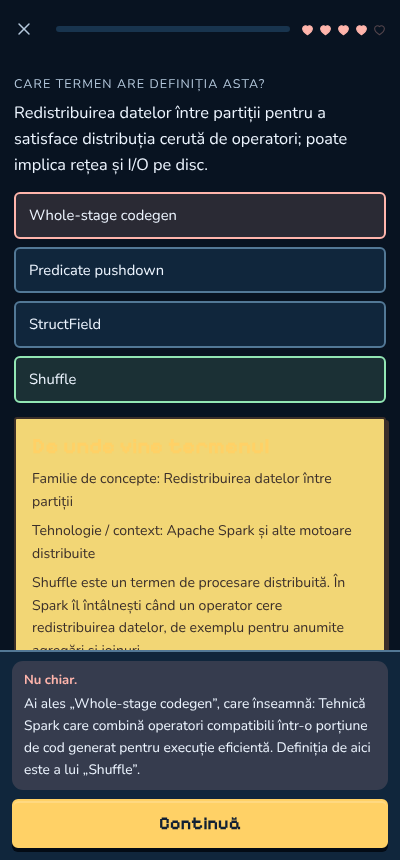 CARE TERMEN ARE DEFINIȚIA ASTA?
Redistribuirea datelor între partiții pentru a
satisface distribuția cerută de operatori; poate
implica rețea și I/O pe disc.
Whole-stage codegen
Predicate pushdown
StructField
Shuffle
Familie de concepte: Redistribuirea datelor între
partiții
Tehnologie / context: Apache Spark și alte motoare
distribuite
Shuffle este un termen de procesare distribuită. În
Spark îl întâlnești când un operator cere
redistribuirea datelor, de exemplu pentru anumite
agregări și joinuri.
Nu chiar.
Ai ales „Whole-stage codegen”, care înseamnă: Tehnică
Spark care combină operatori compatibili într-o porțiune
de cod generat pentru execuție eficientă. Definiția de aici
este a lui „Shuffle”.
Continuă